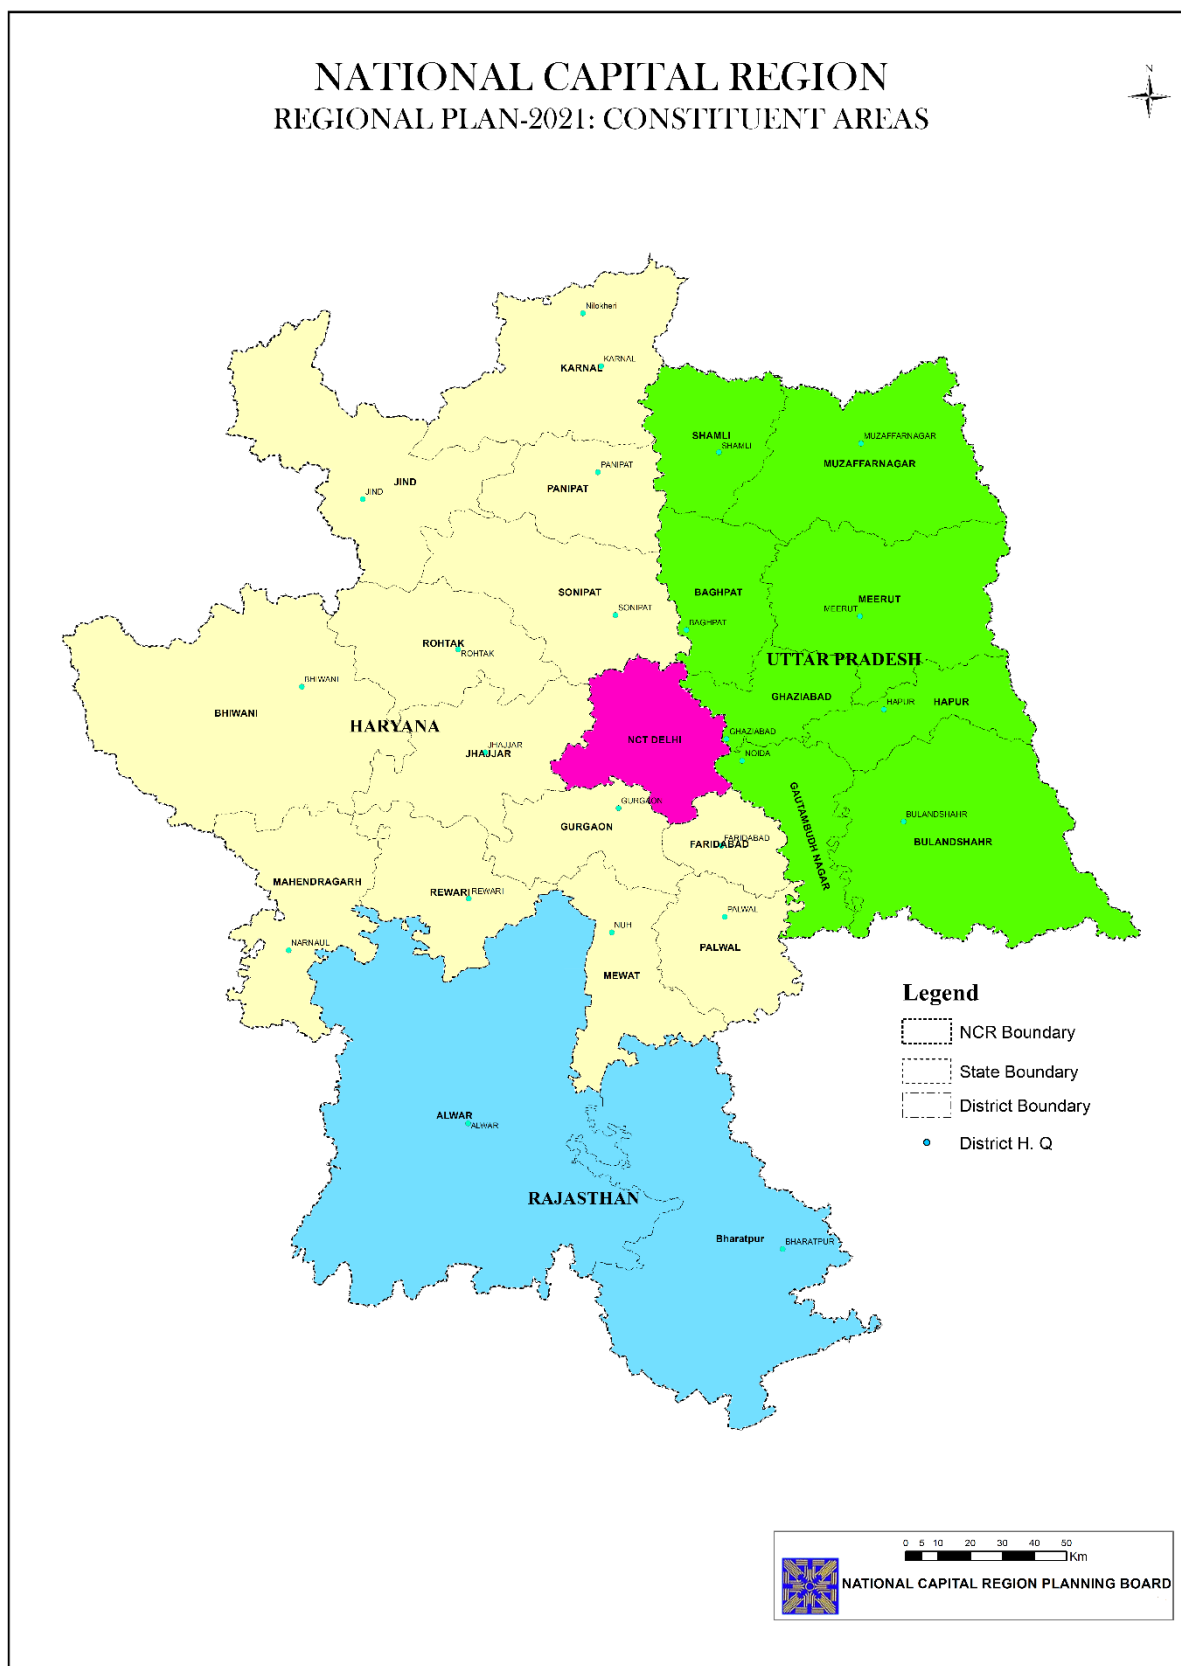 NATIONAL CAPITAL REGION
REGIONAL PLAN-2021: CONSTITUENT AREAS
N
Nilokheri
KARNAL
KARNAL
SHAMLI
SHAMLI
MUZAFFARNAGAR
MUZAFFARNAGAR
PANIPAT
PANIPAT
JIND
JIND
SONIPAT
SONIPAT
BAGHPAT
BAGHPAT
MEERUT
MEERUT
ROHTAK
ROHTAK
UTTAR PRADESH
BHIWANI
BHIWANI
GHAZIABAD
HAPUR
HAPUR
HARYANA
NCT DELHI
GHAZIABAD
JHAJJAR
JHAJJAR
NOIDA
GAUTAMBUDH NAGAR
GURGAON
GURGAON
BULANDSHAHR
BULANDSHAHR
FARIDABAD
FARIDABAD
MAHENDRAGARH
REWARI
REWARI
PALWAL
PALWAL
NARNAUL
NUH
MEWAT
Legend
NCR Boundary
State Boundary
District Boundary
District H. Q
ALWAR
ALWAR
RAJASTHAN
Bharatpur
BHARATPUR
0 5 10 20 30 40 50
Km
NATIONAL CAPITAL REGION PLANNING BOARD